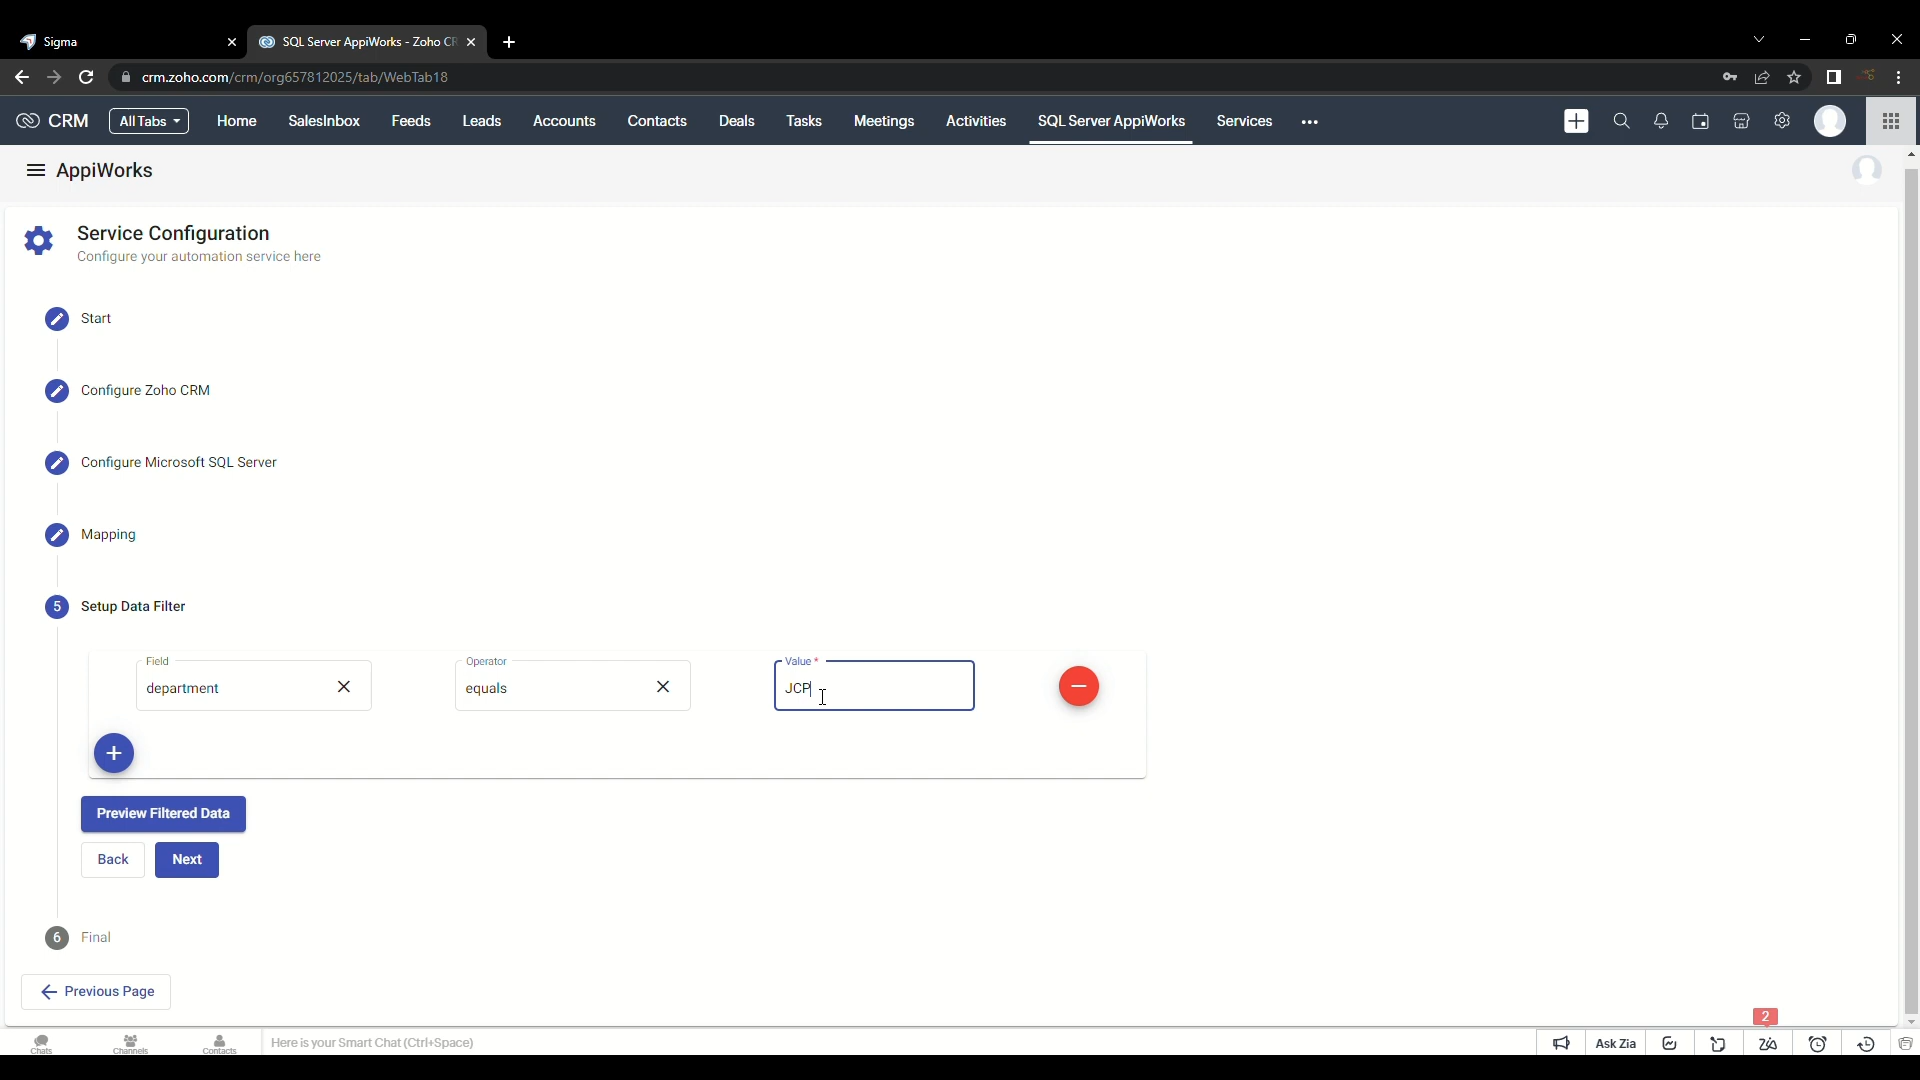 Sigma
SQL Server AppiWorks - Zoho CR
crm.zoho.com/crm/org657812025/tab/WebTab18
CRM
All Tabs
Home
SalesInbox
Feeds
Leads
Accounts
Contacts
Deals
Tasks
Meetings
Activities
SQL Server AppiWorks
Services
AppiWorks
Service Configuration
Configure your automation service here
Start
Configure Zoho CRM
Configure Microsoft SQL Server
Mapping
5 Setup Data Filter
Field
department
Operator
equals
Value *
JCP
Preview Filtered Data
Back
Next
6 Final
Previous Page
2
Chats
Channels
Contacts
Here is your Smart Chat (Ctrl+Space)
Ask Zia